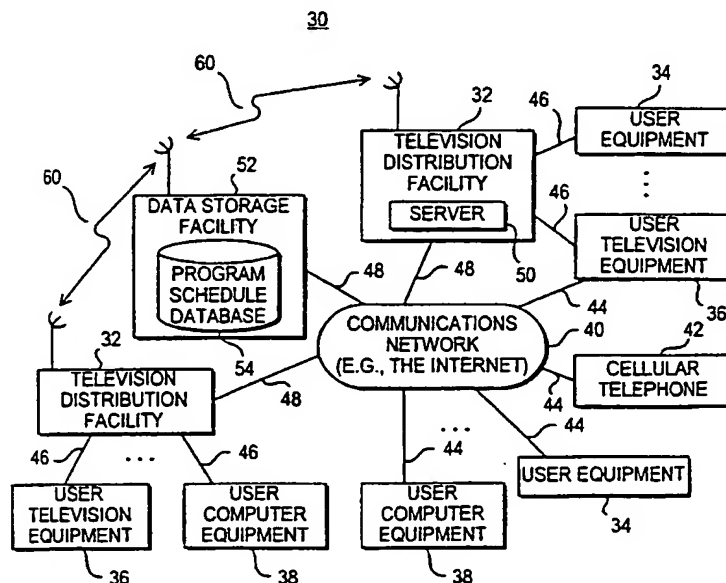 30
60
32
34
46
USER
EQUIPMENT
TELEVISION
DISTRIBUTION
FACILITY
60
52
DATA STORAGE
FACILITY
SERVER
46
USER
TELEVISION
EQUIPMENT
PROGRAM
SCHEDULE
DATABASE
48
48
50
44
36
COMMUNICATIONS
NETWORK
(E.G., THE INTERNET)
40
42
32
54
CELLULAR
TELEPHONE
TELEVISION
DISTRIBUTION
FACILITY
48
44
46
...
46
44
...
44
USER EQUIPMENT
34
USER
TELEVISION
EQUIPMENT
USER
COMPUTER
EQUIPMENT
USER
COMPUTER
EQUIPMENT
36
38
38